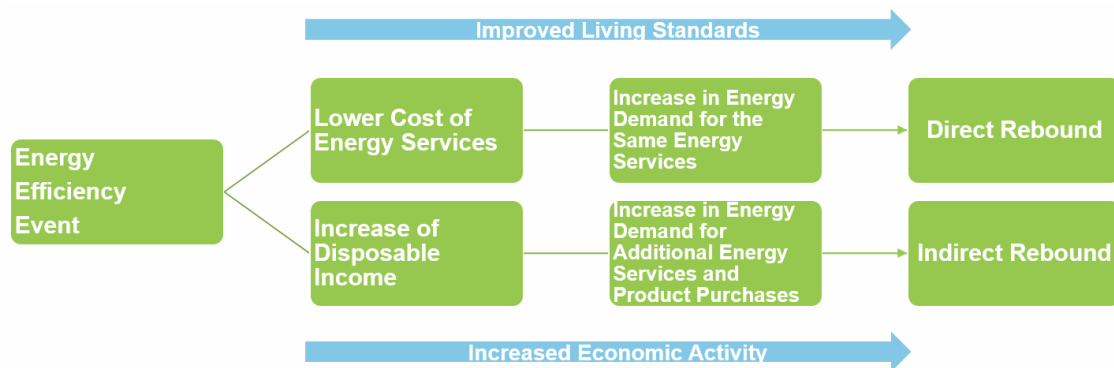 Improved Living Standards
Energy
Efficiency
Event
Lower Cost of
Energy Services
Increase in Energy
Demand for the
Same Energy
Services
Direct Rebound
Increase of
Disposable
Income
Increase in Energy
Demand for
Additional Energy
Services and
Product Purchases
Indirect Rebound
Increased Economic Activity